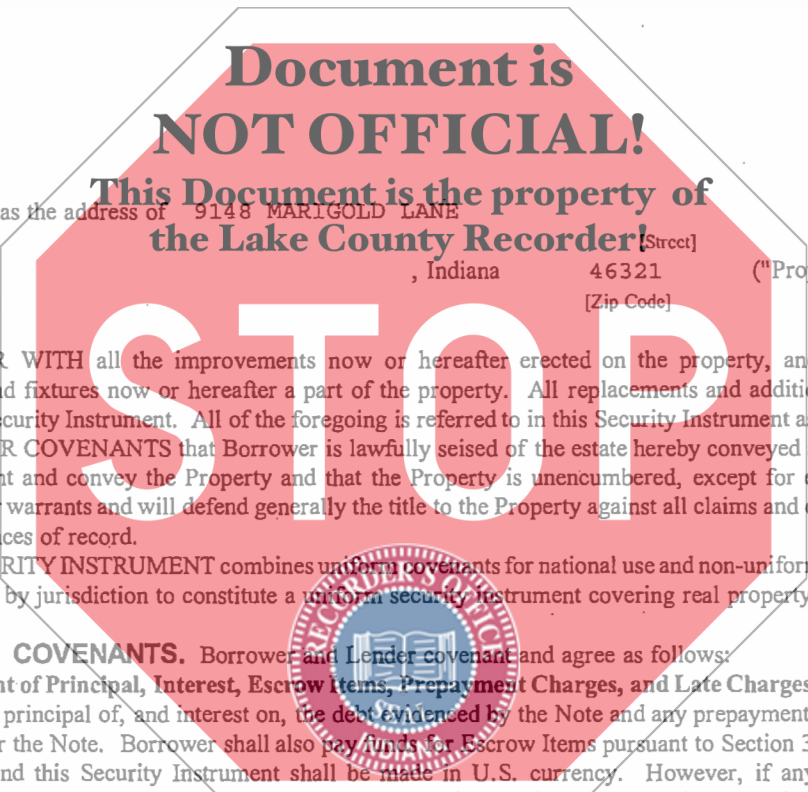 Document is
NOT OFFICIAL!
This Document is the property of
as the address of 9148 MARIGOLD LANE
the Lake County Recorder!
[Street]
, Indiana 46321 ("Pro
[Zip Code]
STOP
R WITH all the improvements now or hereafter erected on the property, an
d fixtures now or hereafter a part of the property. All replacements and additi
curity Instrument. All of the foregoing is referred to in this Security Instrument a
R COVENANTS that Borrower is lawfully seised of the estate hereby conveyed
nt and convey the Property and that the Property is unencumbered, except for e
warrants and will defend generally the title to the Property against all claims and
ces of record.
RITY INSTRUMENT combines uniform covenants for national use and non-unifor
by jurisdiction to constitute a uniform security instrument covering real property
COVENANTS. Borrower and Lender covenant and agree as follows:
nt of Principal, Interest, Escrow Items, Prepayment Charges, and Late Charges
principal of, and interest on, the debt evidenced by the Note and any prepayment
r the Note. Borrower shall also pay funds for Escrow Items pursuant to Section 3
nd this Security Instrument shall be made in U.S. currency. However, if any
RECORDER'S OFFICE
SEAL
INDIANA